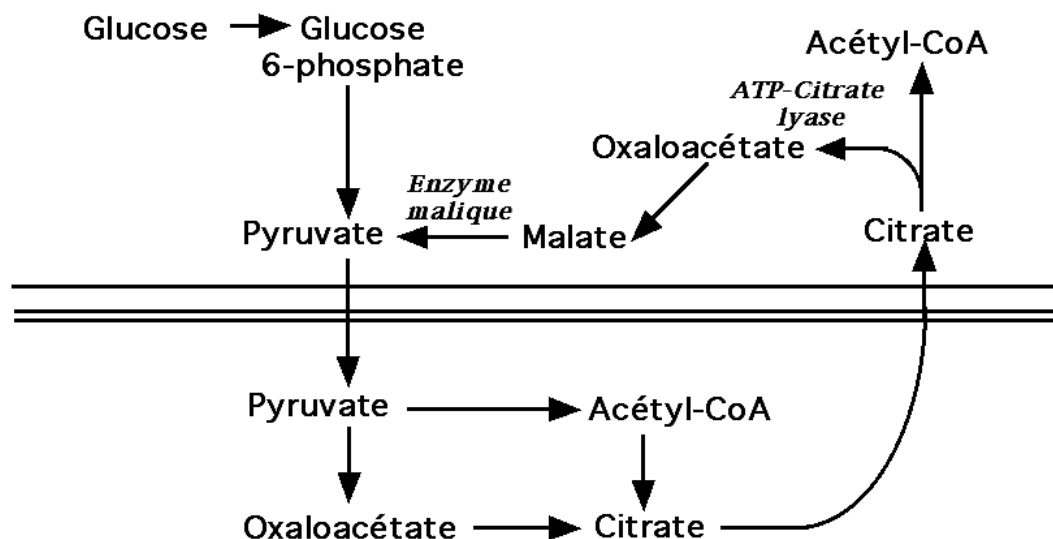 Glucose
Glucose
6-phosphate
Acétyl-CoA
ATP-Citrate
lyase
Oxaloacétate
Enzyme
malique
Pyruvate
Malate
Citrate
Pyruvate
Acétyl-CoA
Oxaloacétate
Citrate